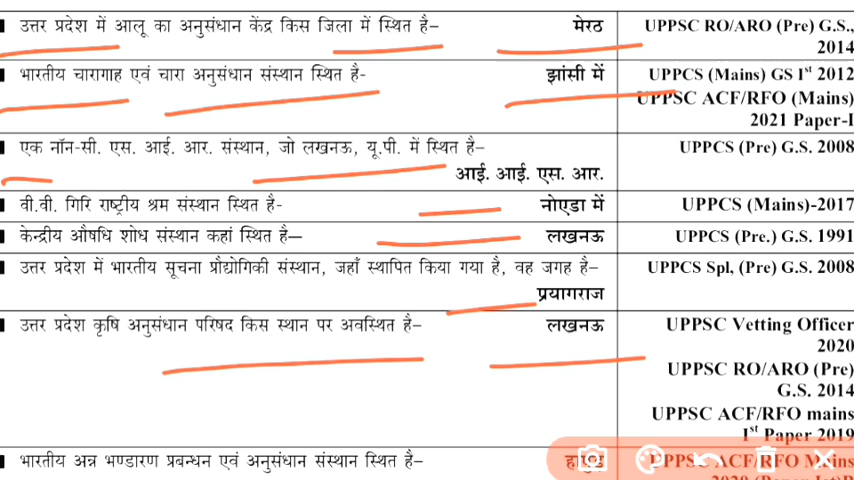 उत्तर प्रदेश में आलू का अनुसंधान केंद्र किस जिला में स्थित है– मेरठ UPPSC RO/ARO (Pre) G.S.,
2014
भारतीय चारागाह एवं चारा अनुसंधान संस्थान स्थित है- झांसी में UPPCS (Mains) GS Ist 2012
UPPSC ACF/RFO (Mains)
2021 Paper-I
एक नॉन-सी. एस. आई. आर. संस्थान, जो लखनऊ, यू.पी. में स्थित है– UPPCS (Pre) G.S. 2008
आई. आई. एस. आर.
वी.वी. गिरि राष्ट्रीय श्रम संस्थान स्थित है- नोएडा में UPPCS (Mains)-2017
केन्द्रीय औषधि शोध संस्थान कहां स्थित है— लखनऊ UPPCS (Pre.) G.S. 1991
उत्तर प्रदेश में भारतीय सूचना प्रौद्योगिकी संस्थान, जहाँ स्थापित किया गया है, वह जगह है– UPPCS Spl, (Pre) G.S. 2008
प्रयागराज
उत्तर प्रदेश कृषि अनुसंधान परिषद किस स्थान पर अवस्थित है– लखनऊ UPPSC Vetting Officer
2020
UPPSC RO/ARO (Pre)
G.S. 2014
UPPSC ACF/RFO mains
Ist Paper 2019
भारतीय अन्न भण्डारण प्रबन्धन एवं अनुसंधान संस्थान स्थित है– हापुड़ UPPSC ACF/RFO Mains